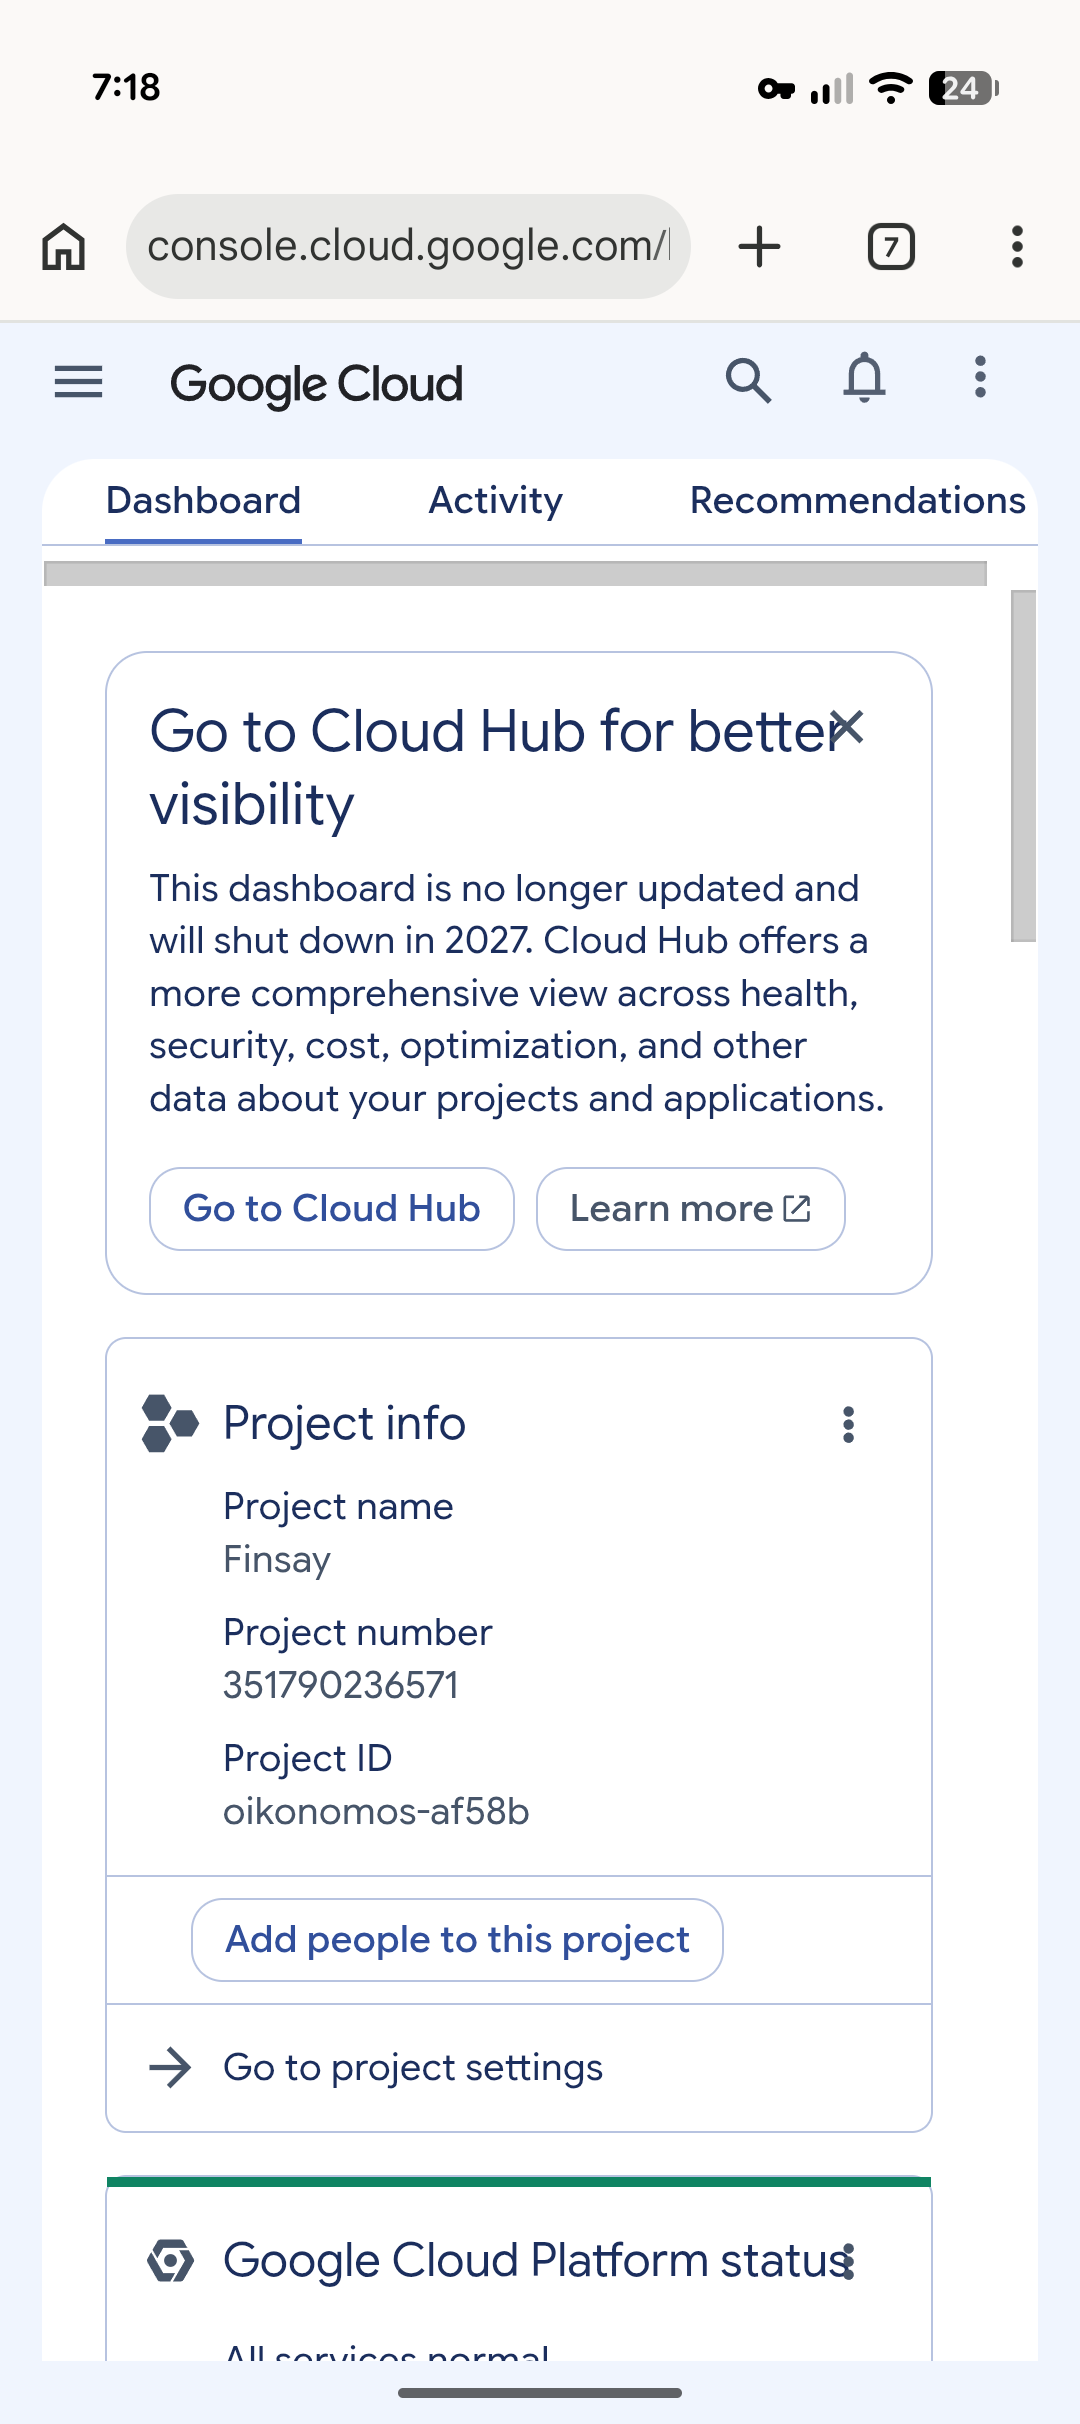 7:18
24
console.cloud.google.com/
7
Google Cloud
Dashboard
Activity
Recommendations
Go to Cloud Hub for better
visibility
This dashboard is no longer updated and
will shut down in 2027. Cloud Hub offers a
more comprehensive view across health,
security, cost, optimization, and other
data about your projects and applications.
Go to Cloud Hub
Learn more
Project info
Project name
Finsay
Project number
351790236571
Project ID
oikonomos-af58b
Add people to this project
Go to project settings
Google Cloud Platform status
All services normal